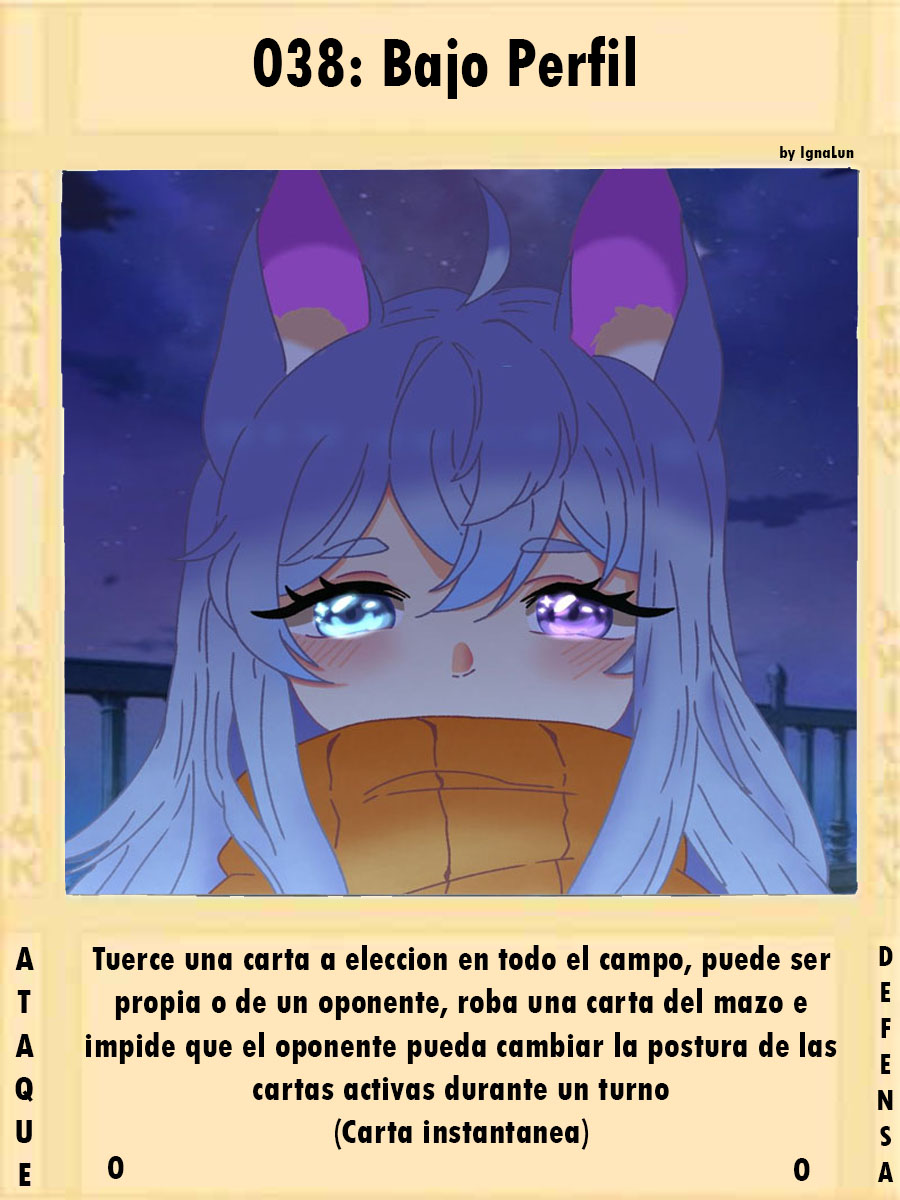 038: Bajo Perfil
by IgnaLun
Tuerce una carta a eleccion en todo el campo, puede ser
propia o de un oponente, roba una carta del mazo e
impide que el oponente pueda cambiar la postura de las
cartas activas durante un turno
(Carta instantanea)
ATAQUE
0
0
DEFENSA